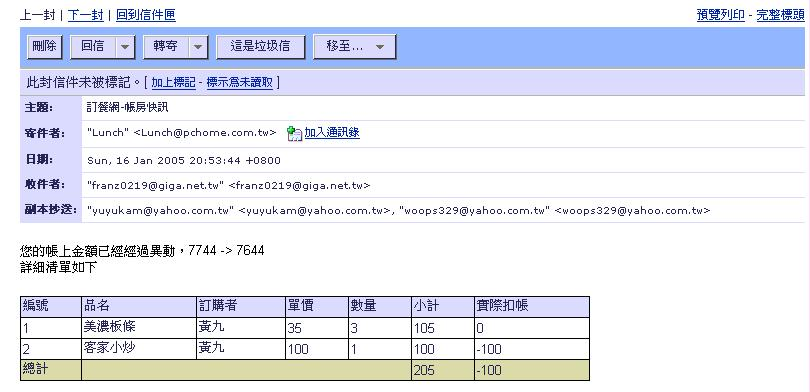 上一封 | 下一封 | 回到信件匣 預覽列印 - 完整標頭
刪除 回信 轉寄 這是垃圾信 移至...
此封信件未被標記。[ 加上標記 - 標示為未讀取 ]
主題: 訂餐網-帳房快訊
寄件者: "Lunch" <Lunch@pchome.com.tw> 加入通訊錄
日期: Sun, 16 Jan 2005 20:53:44 +0800
收件者: "franz0219@giga.net.tw" <franz0219@giga.net.tw>
副本抄送: "yuyukam@yahoo.com.tw" <yuyukam@yahoo.com.tw>, "woops329@yahoo.com.tw" <woops329@yahoo.com.tw>
您的帳上金額已經經過異動，7744 -> 7644
詳細清單如下
編號 品名 訂購者 單價 數量 小計 實際扣帳
1 美濃板條 黃九 35 3 105 0
2 客家小炒 黃九 100 1 100 -100
總計 205 -100